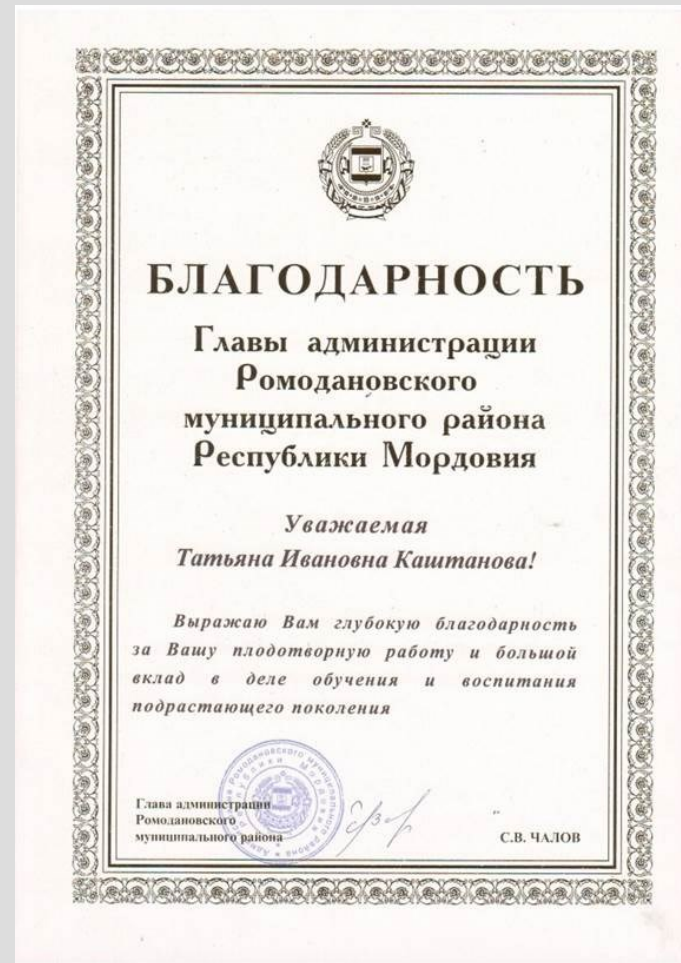 БЛАГОДАРНОСТЬ
Главы администрации
Ромодановского
муниципального района
Республики Мордовия
Уважаемая
Татьяна Ивановна Каштанова!
Выражаю Вам глубокую благодарность
за Вашу плодотворную работу и большой
вклад в деле обучения и воспитания
подрастающего поколения
Глава администрации
Ромодановского
муниципального района
С.В. ЧАЛОВ